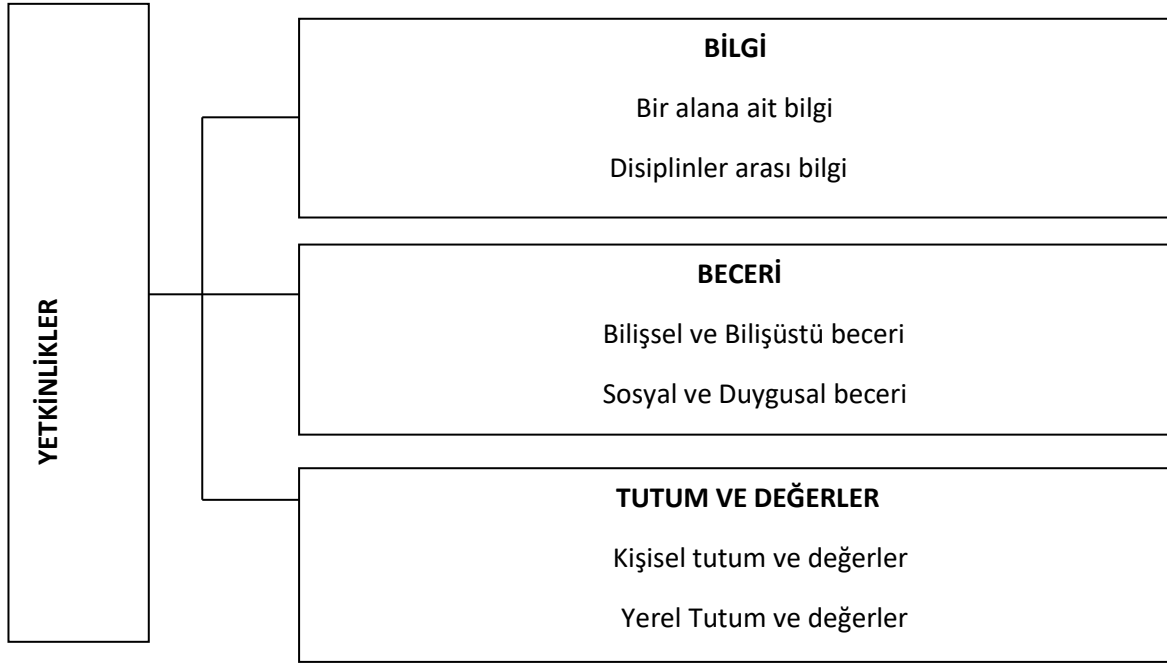 YETKİNLİKLER
BİLGİ
Bir alana ait bilgi
Disiplinler arası bilgi
BECERİ
Bilişsel ve Bilişüstü beceri
Sosyal ve Duygusal beceri
TUTUM VE DEĞERLER
Kişisel tutum ve değerler
Yerel Tutum ve değerler